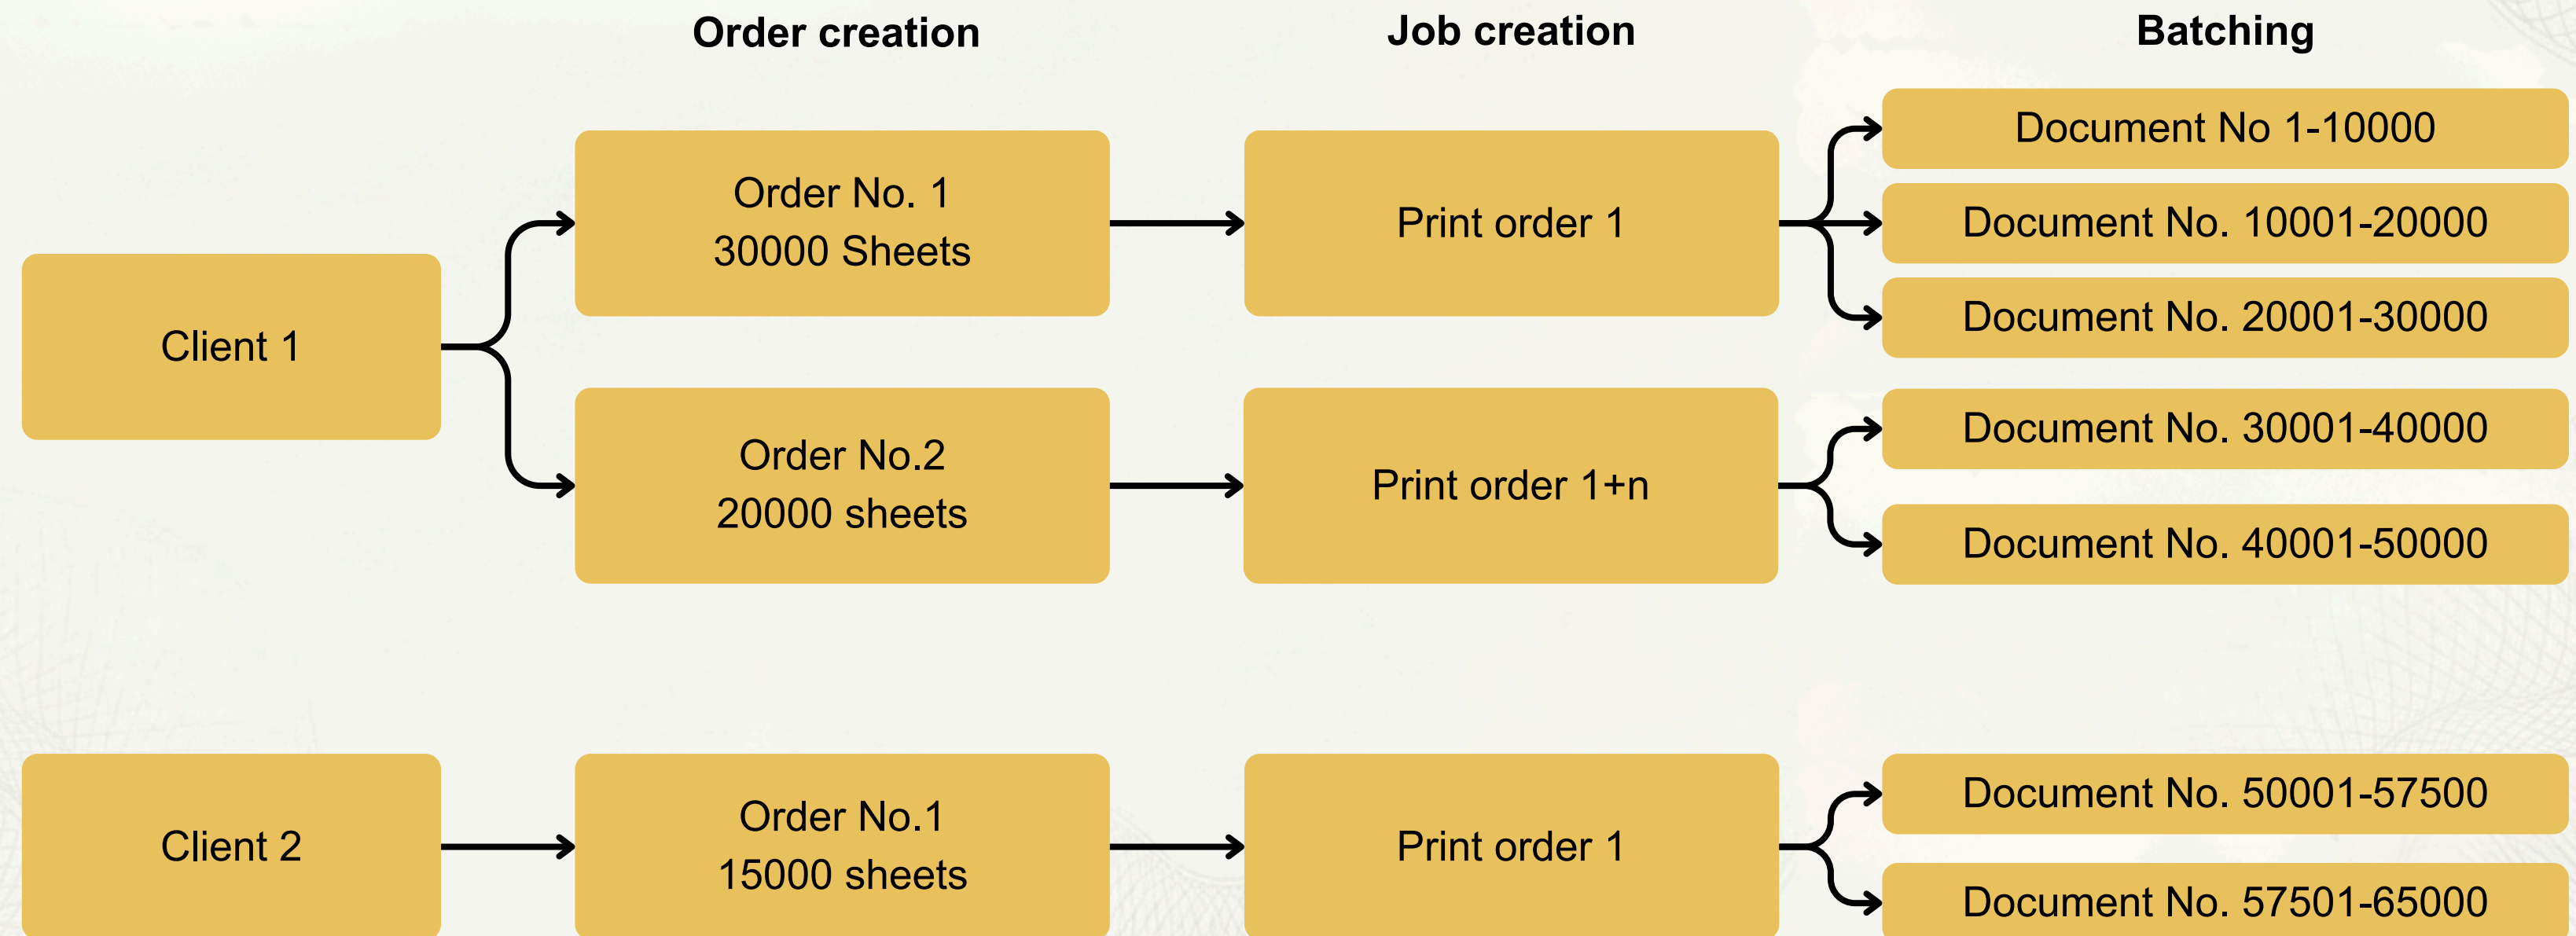 Order creation
Job creation
Batching
Client 1
Order No. 1
30000 Sheets
Print order 1
Document No 1-10000
Document No. 10001-20000
Document No. 20001-30000
Order No.2
20000 sheets
Print order 1+n
Document No. 30001-40000
Document No. 40001-50000
Client 2
Order No.1
15000 sheets
Print order 1
Document No. 50001-57500
Document No. 57501-65000